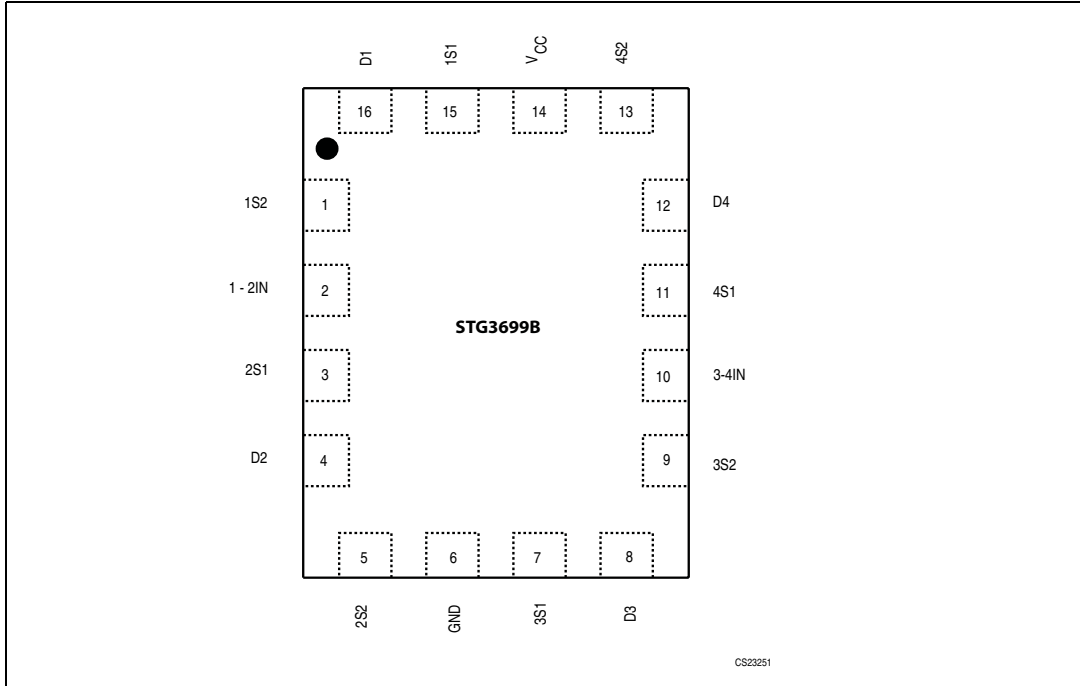 D1 1S1 VCC 4S2
16 15 14 13
1S2 1 12 D4
1 - 2IN 2 11 4S1
STG3699B
2S1 3 10 3-4IN
D2 4 9 3S2
5 6 7 8
2S2 GND 3S1 D3
CS23251